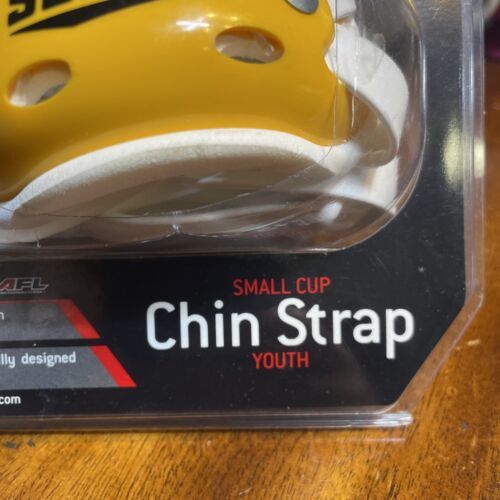 AFL
SMALL CUP
Chin Strap
YOUTH
lly designed
.com